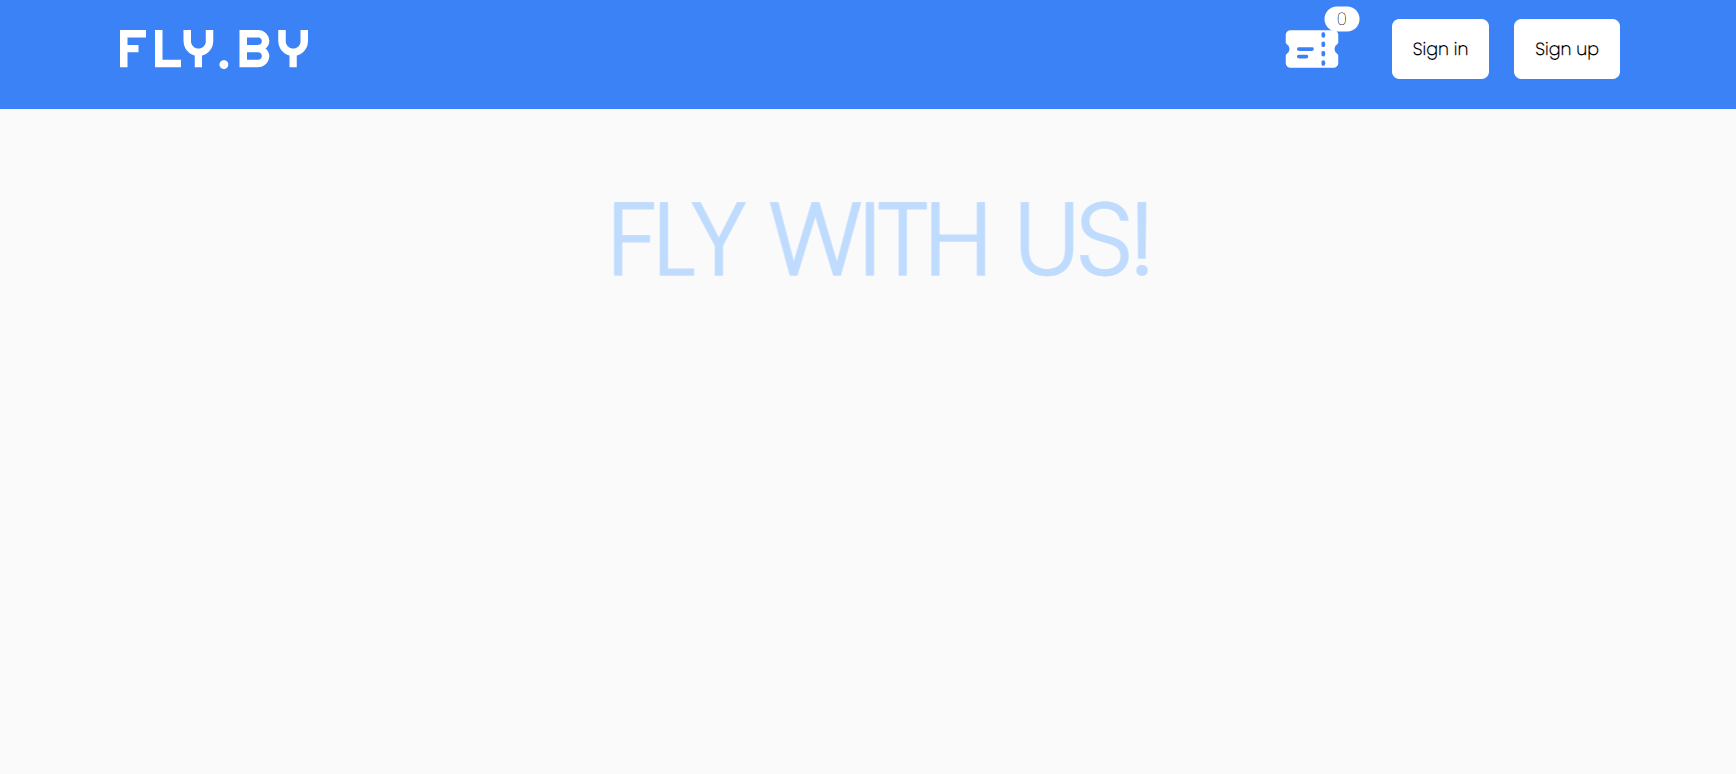 FLY.BY
0
Sign in
Sign up
FLY WITH US!